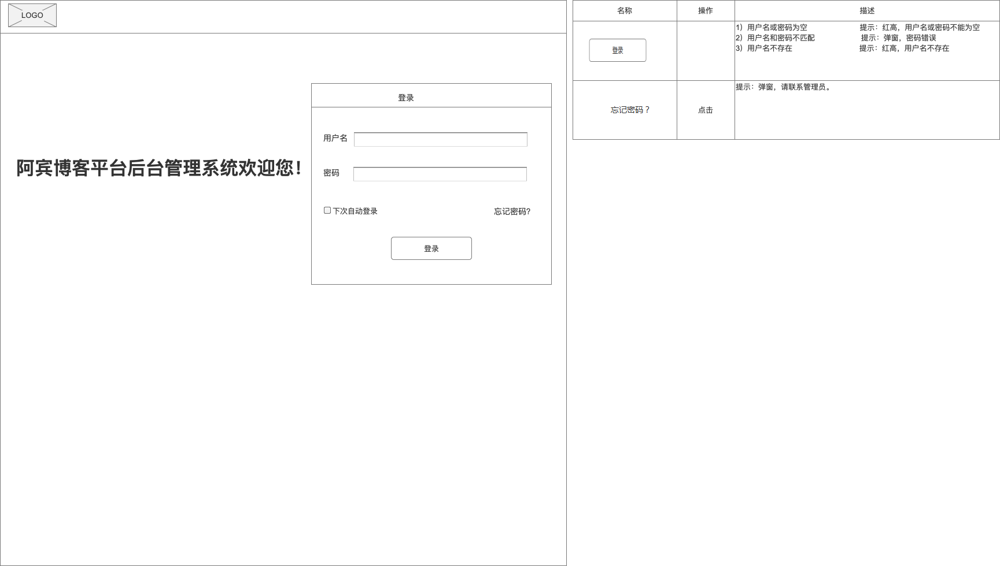 LOGO
登录
用户名
阿宾博客平台后台管理系统欢迎您!
密码
下次自动登录 忘记密码?
登录
名称 操作 描述
登录
1）用户名或密码为空 提示：红高，用户名或密码不能为空
2）用户名和密码不匹配 提示：弹窗，密码错误
3）用户名不存在 提示：红高，用户名不存在
忘记密码？ 点击
提示：弹窗，请联系管理员。